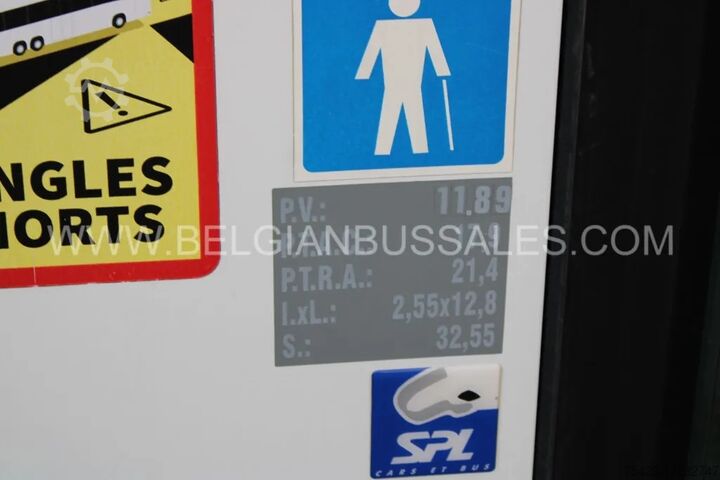 NGLES
MORTS
P.V.: 11.89
WWW.BELGIANBUSSALES.COM
P.T.R.A.: 21,4
l.xL.: 2,55x12,8
S.: 32,55
SPL
CARS ET BUS